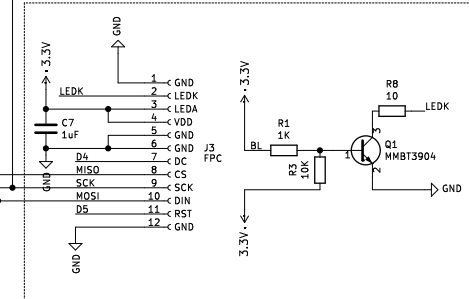 GND
3.3V
1 GND
LEDK 2 LEDK
3 LEDA
4 VDD
C7
1uF
5 GND
6 GND
J3
FPC
D4 7 DC
MISO 8 CS
SCK 9 SCK
MOSI 10 DIN
D5 11 RST
12 GND
GND
GND
3.3V
BL
R1
1K
R3
10K
3.3V
R8
10
LEDK
3
1
2
Q1
MMBT3904
GND